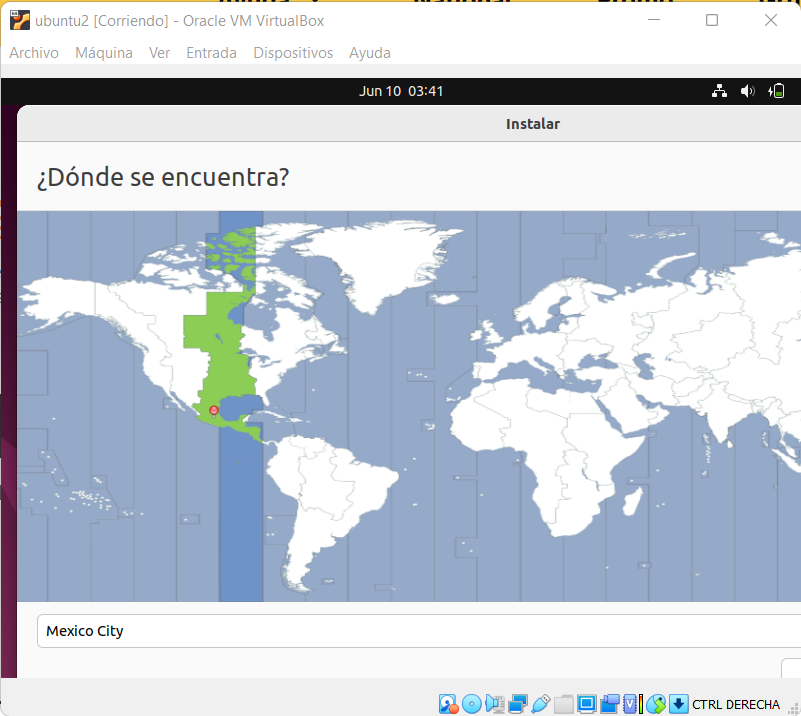 ubuntu2 [Corriendo] - Oracle VM VirtualBox
Archivo Máquina Ver Entrada Dispositivos Ayuda
Jun 10 03:41
Instalar
¿Dónde se encuentra?
Mexico City
CTRL DERECHA